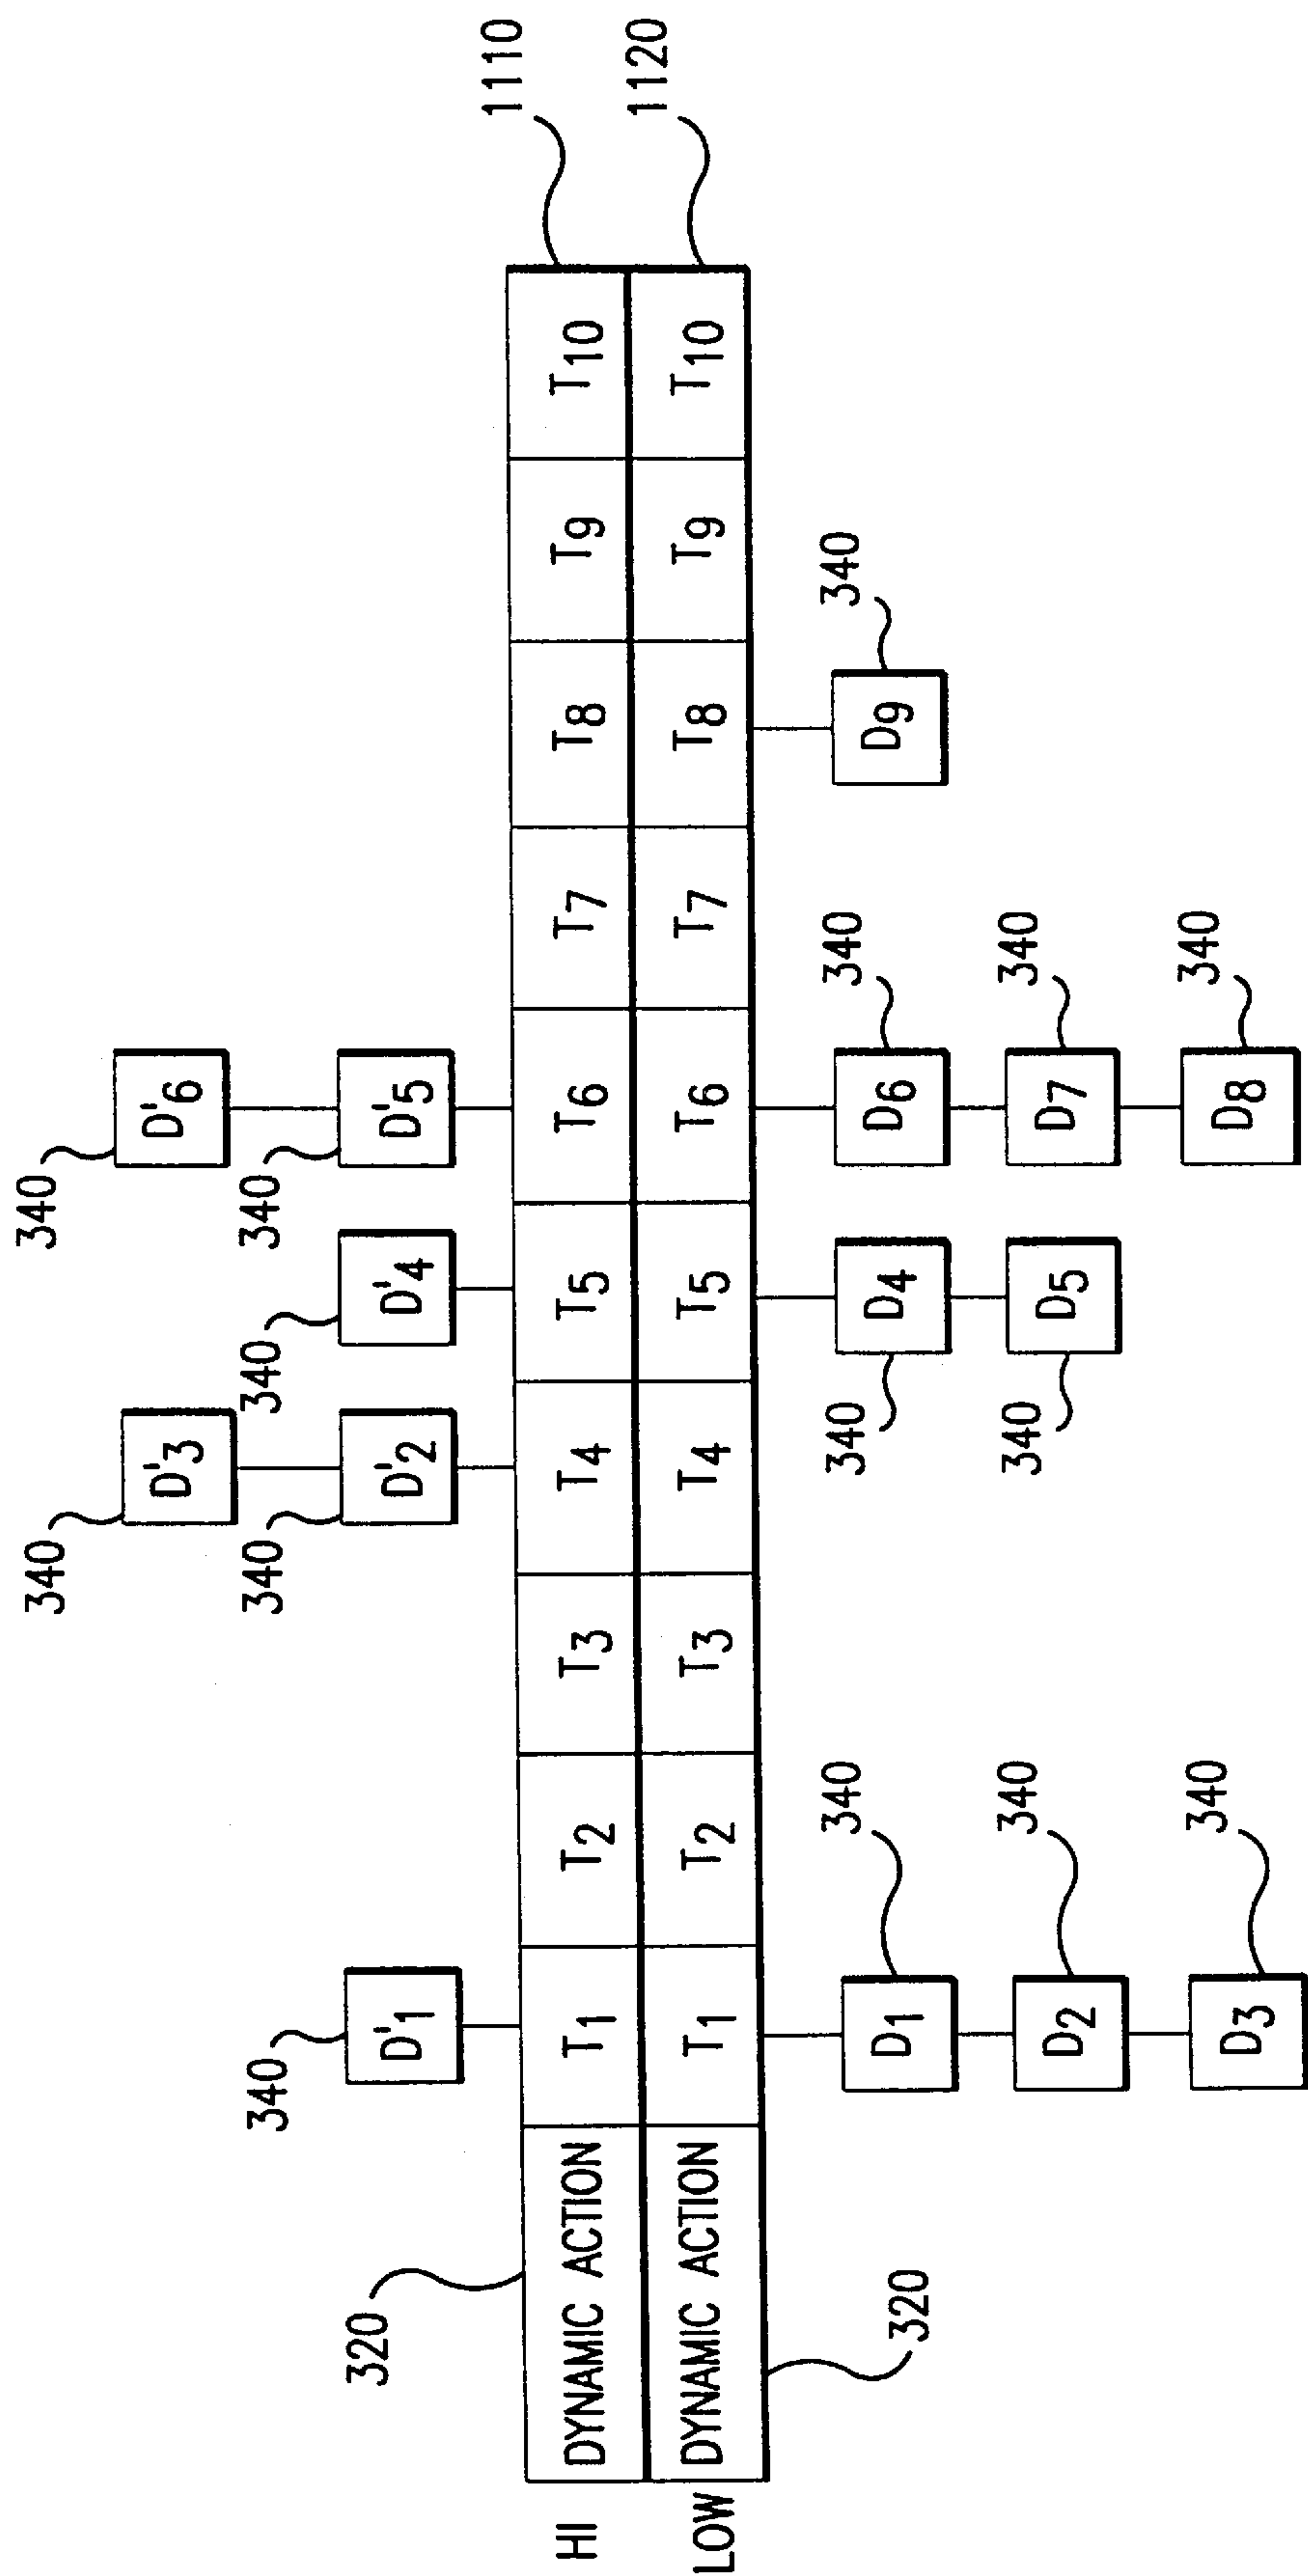 340 340
D'3 D'6
340 340 340 340
D'1 D'2 D'4 D'5
320
1110
HI DYNAMIC ACTION T1 T2 T3 T4 T5 T6 T7 T8 T9 T10
1120
LOW DYNAMIC ACTION T1 T2 T3 T4 T5 T6 T7 T8 T9 T10
340 340 340 340
D1 D4 D6 D9
320
340 340 340
D2 D5 D7
340 340
D3 D8